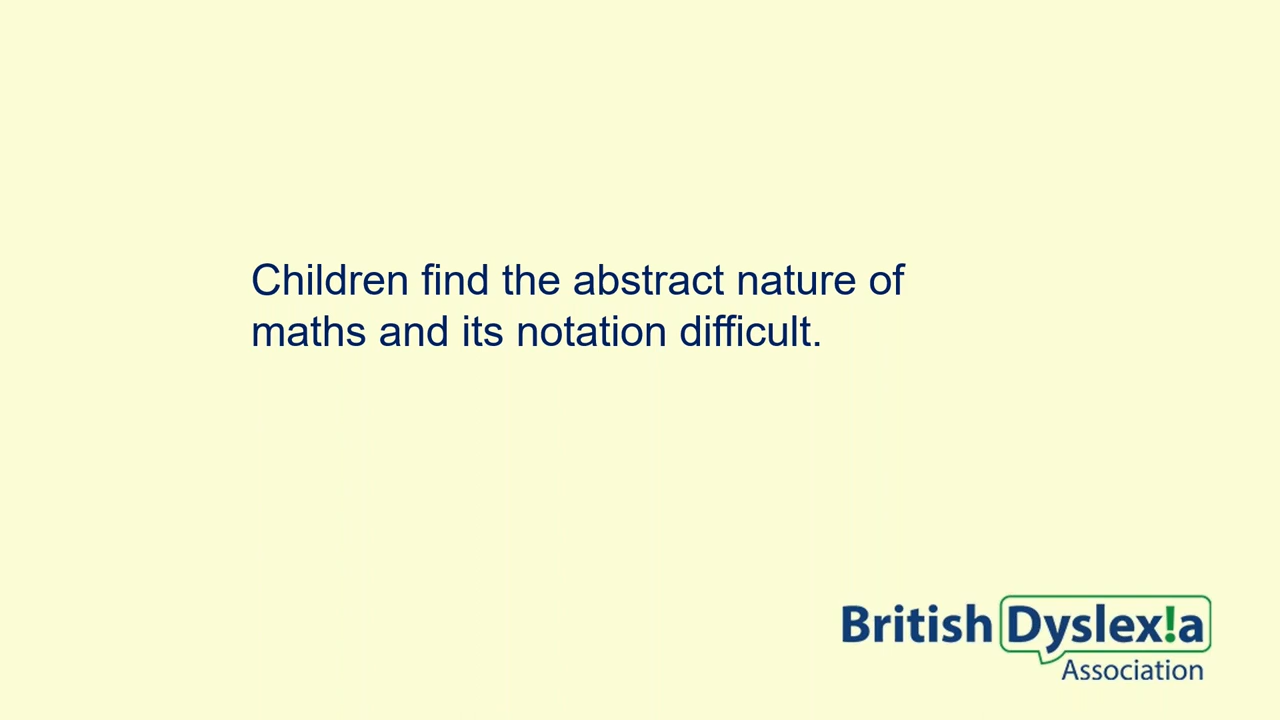 Children find the abstract nature of
maths and its notation difficult.
British Dyslex!a
Association